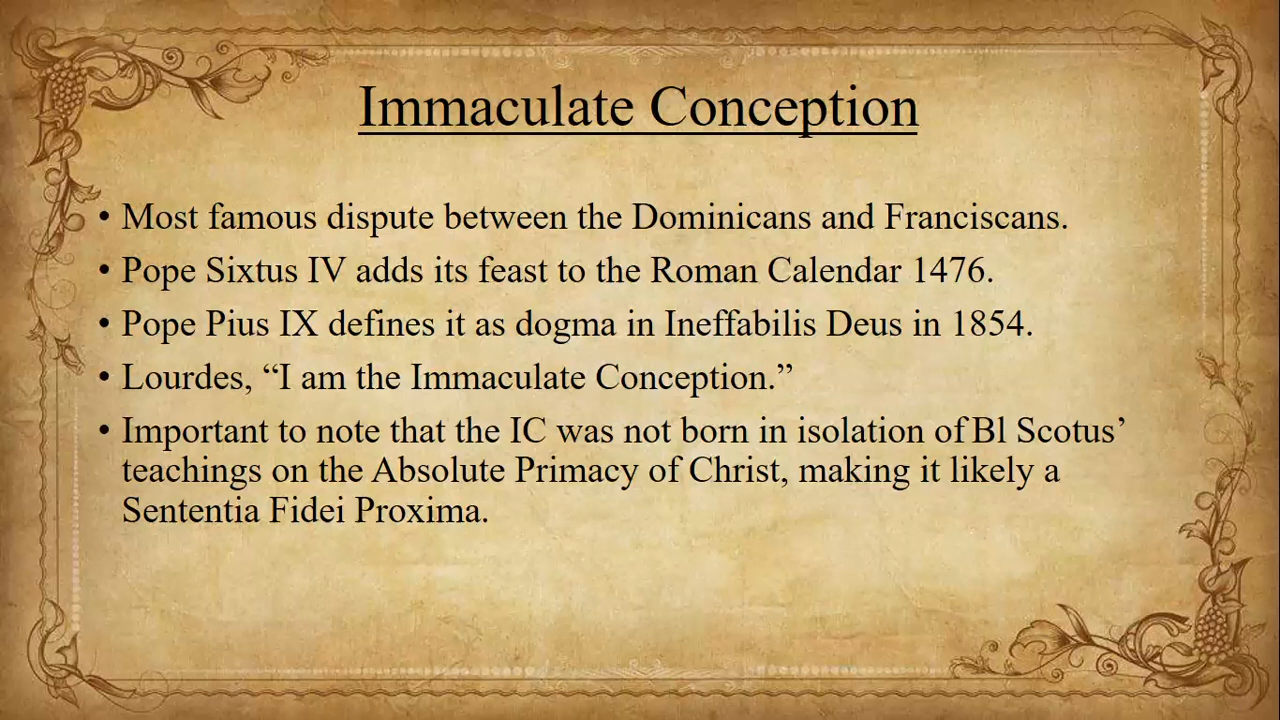 Immaculate Conception
• Most famous dispute between the Dominicans and Franciscans.
• Pope Sixtus IV adds its feast to the Roman Calendar 1476.
• Pope Pius IX defines it as dogma in Ineffabilis Deus in 1854.
• Lourdes, “I am the Immaculate Conception.”
• Important to note that the IC was not born in isolation of Bl Scotus’
teachings on the Absolute Primacy of Christ, making it likely a
Sententia Fidei Proxima.